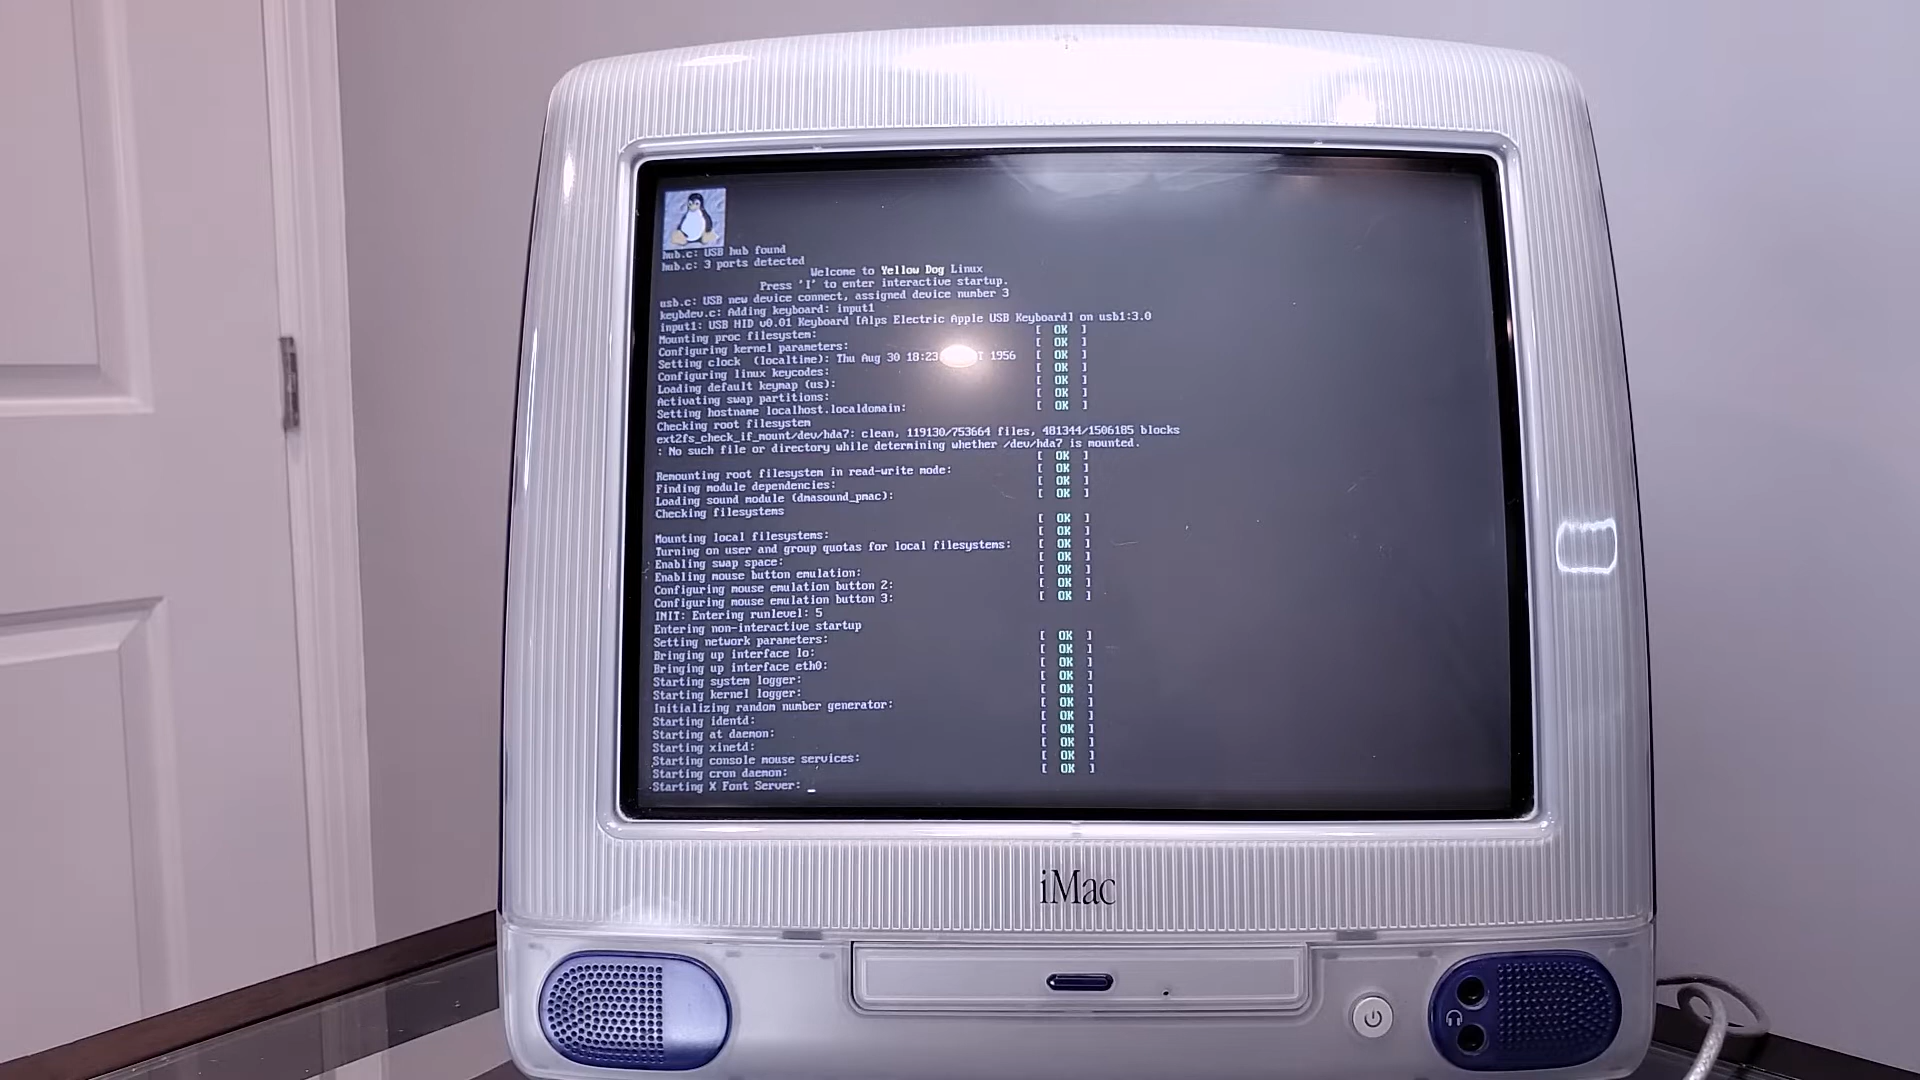 hub.c: USB hub found
hub.c: 3 ports detected
Welcome to Yellow Dog Linux
Press 'I' to enter interactive startup.
usb.c: USB new device connect, assigned device number 3
keybdev.c: Adding keyboard: input1
input1: USB HID v0.01 Keyboard [Alps Electric Apple USB Keyboard] on usb1:3.0
Mounting proc filesystem: [ OK ]
Configuring kernel parameters: [ OK ]
Setting clock (localtime): Thu Aug 30 18:23 1956 [ OK ]
Configuring linux keycodes: [ OK ]
Loading default keymap (us): [ OK ]
Activating swap partitions: [ OK ]
Setting hostname localhost.localdomain: [ OK ]
Checking root filesystem
ext2fs_check_if_mount/dev/hda7: clean, 119130/753664 files, 481344/1506185 blocks
: No such file or directory while determining whether /dev/hda7 is mounted.
[ OK ]
Remounting root filesystem in read-write mode: [ OK ]
Finding module dependencies: [ OK ]
Loading sound module (dmasound_pmac): [ OK ]
Checking filesystems
[ OK ]
Mounting local filesystems: [ OK ]
Turning on user and group quotas for local filesystems: [ OK ]
Enabling swap space: [ OK ]
Enabling mouse button emulation: [ OK ]
Configuring mouse emulation button 2: [ OK ]
Configuring mouse emulation button 3: [ OK ]
INIT: Entering runlevel: 5
Entering non-interactive startup
Setting network parameters: [ OK ]
Bringing up interface lo: [ OK ]
Bringing up interface eth0: [ OK ]
Starting system logger: [ OK ]
Starting kernel logger: [ OK ]
Initializing random number generator: [ OK ]
Starting identd: [ OK ]
Starting at daemon: [ OK ]
Starting xinetd: [ OK ]
Starting console mouse services: [ OK ]
Starting cron daemon: [ OK ]
Starting X Font Server: _
iMac